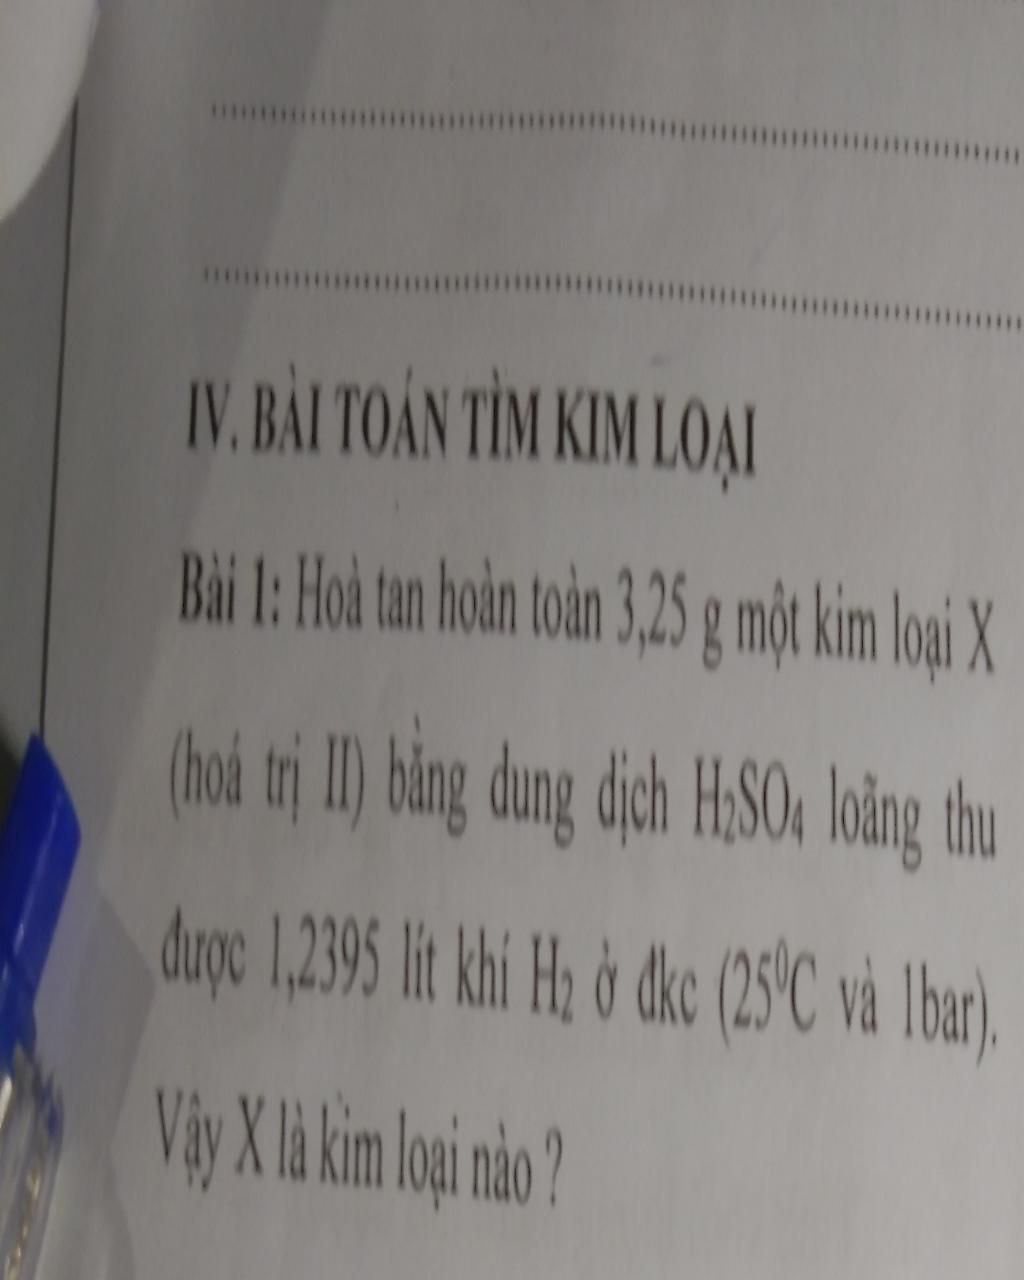 IV. BÀI TOÁN TÌM KIM LOẠI
Bài 1: Hoà tan hoàn toàn 3,25 g một kim loại X
(hoá trị II) bằng dung dịch H₂SO₄ loãng thu
được 1,2395 lít khí H₂ ở đkc (25⁰C và 1bar).
Vậy X là kim loại nào ?